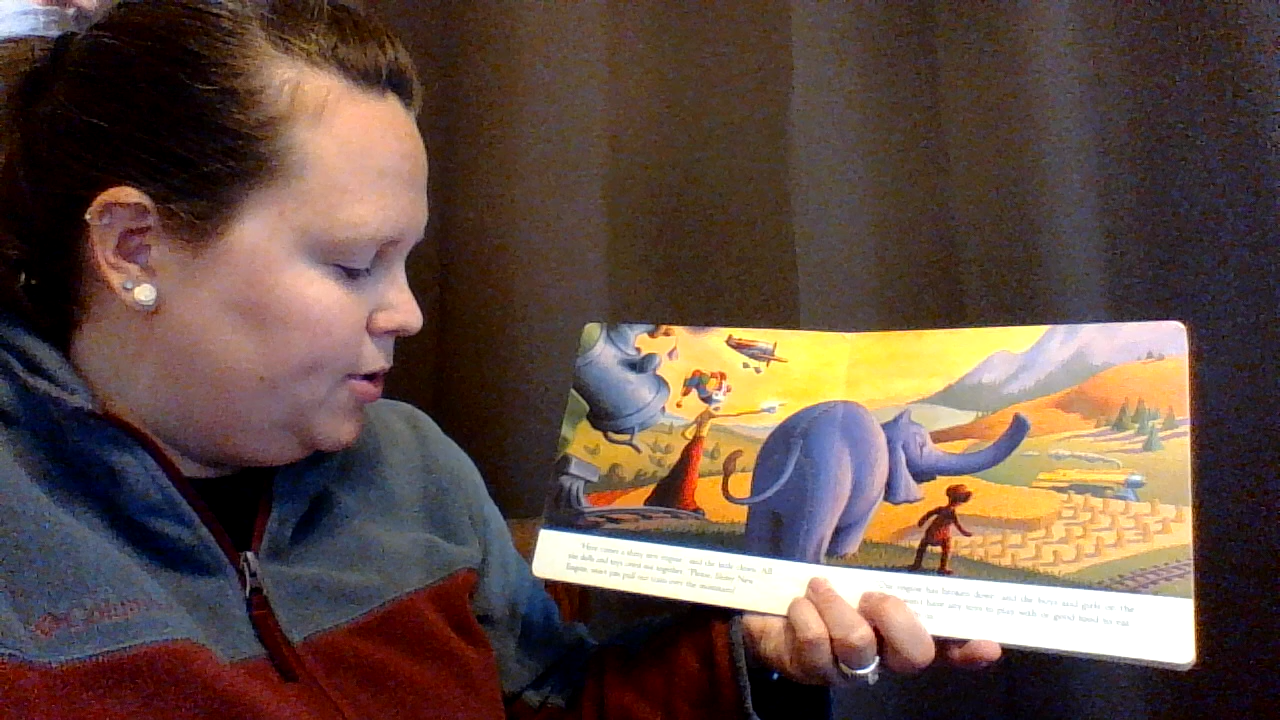 "Here comes a shiny new engine," said the little clown. All
the dolls and toys cried out together, "Please, Shiny New
Engine, won't you pull our train over the mountain?
engine has broken down, and the boys and girls on the
won't have any toys to play with or good food to eat
Columbia